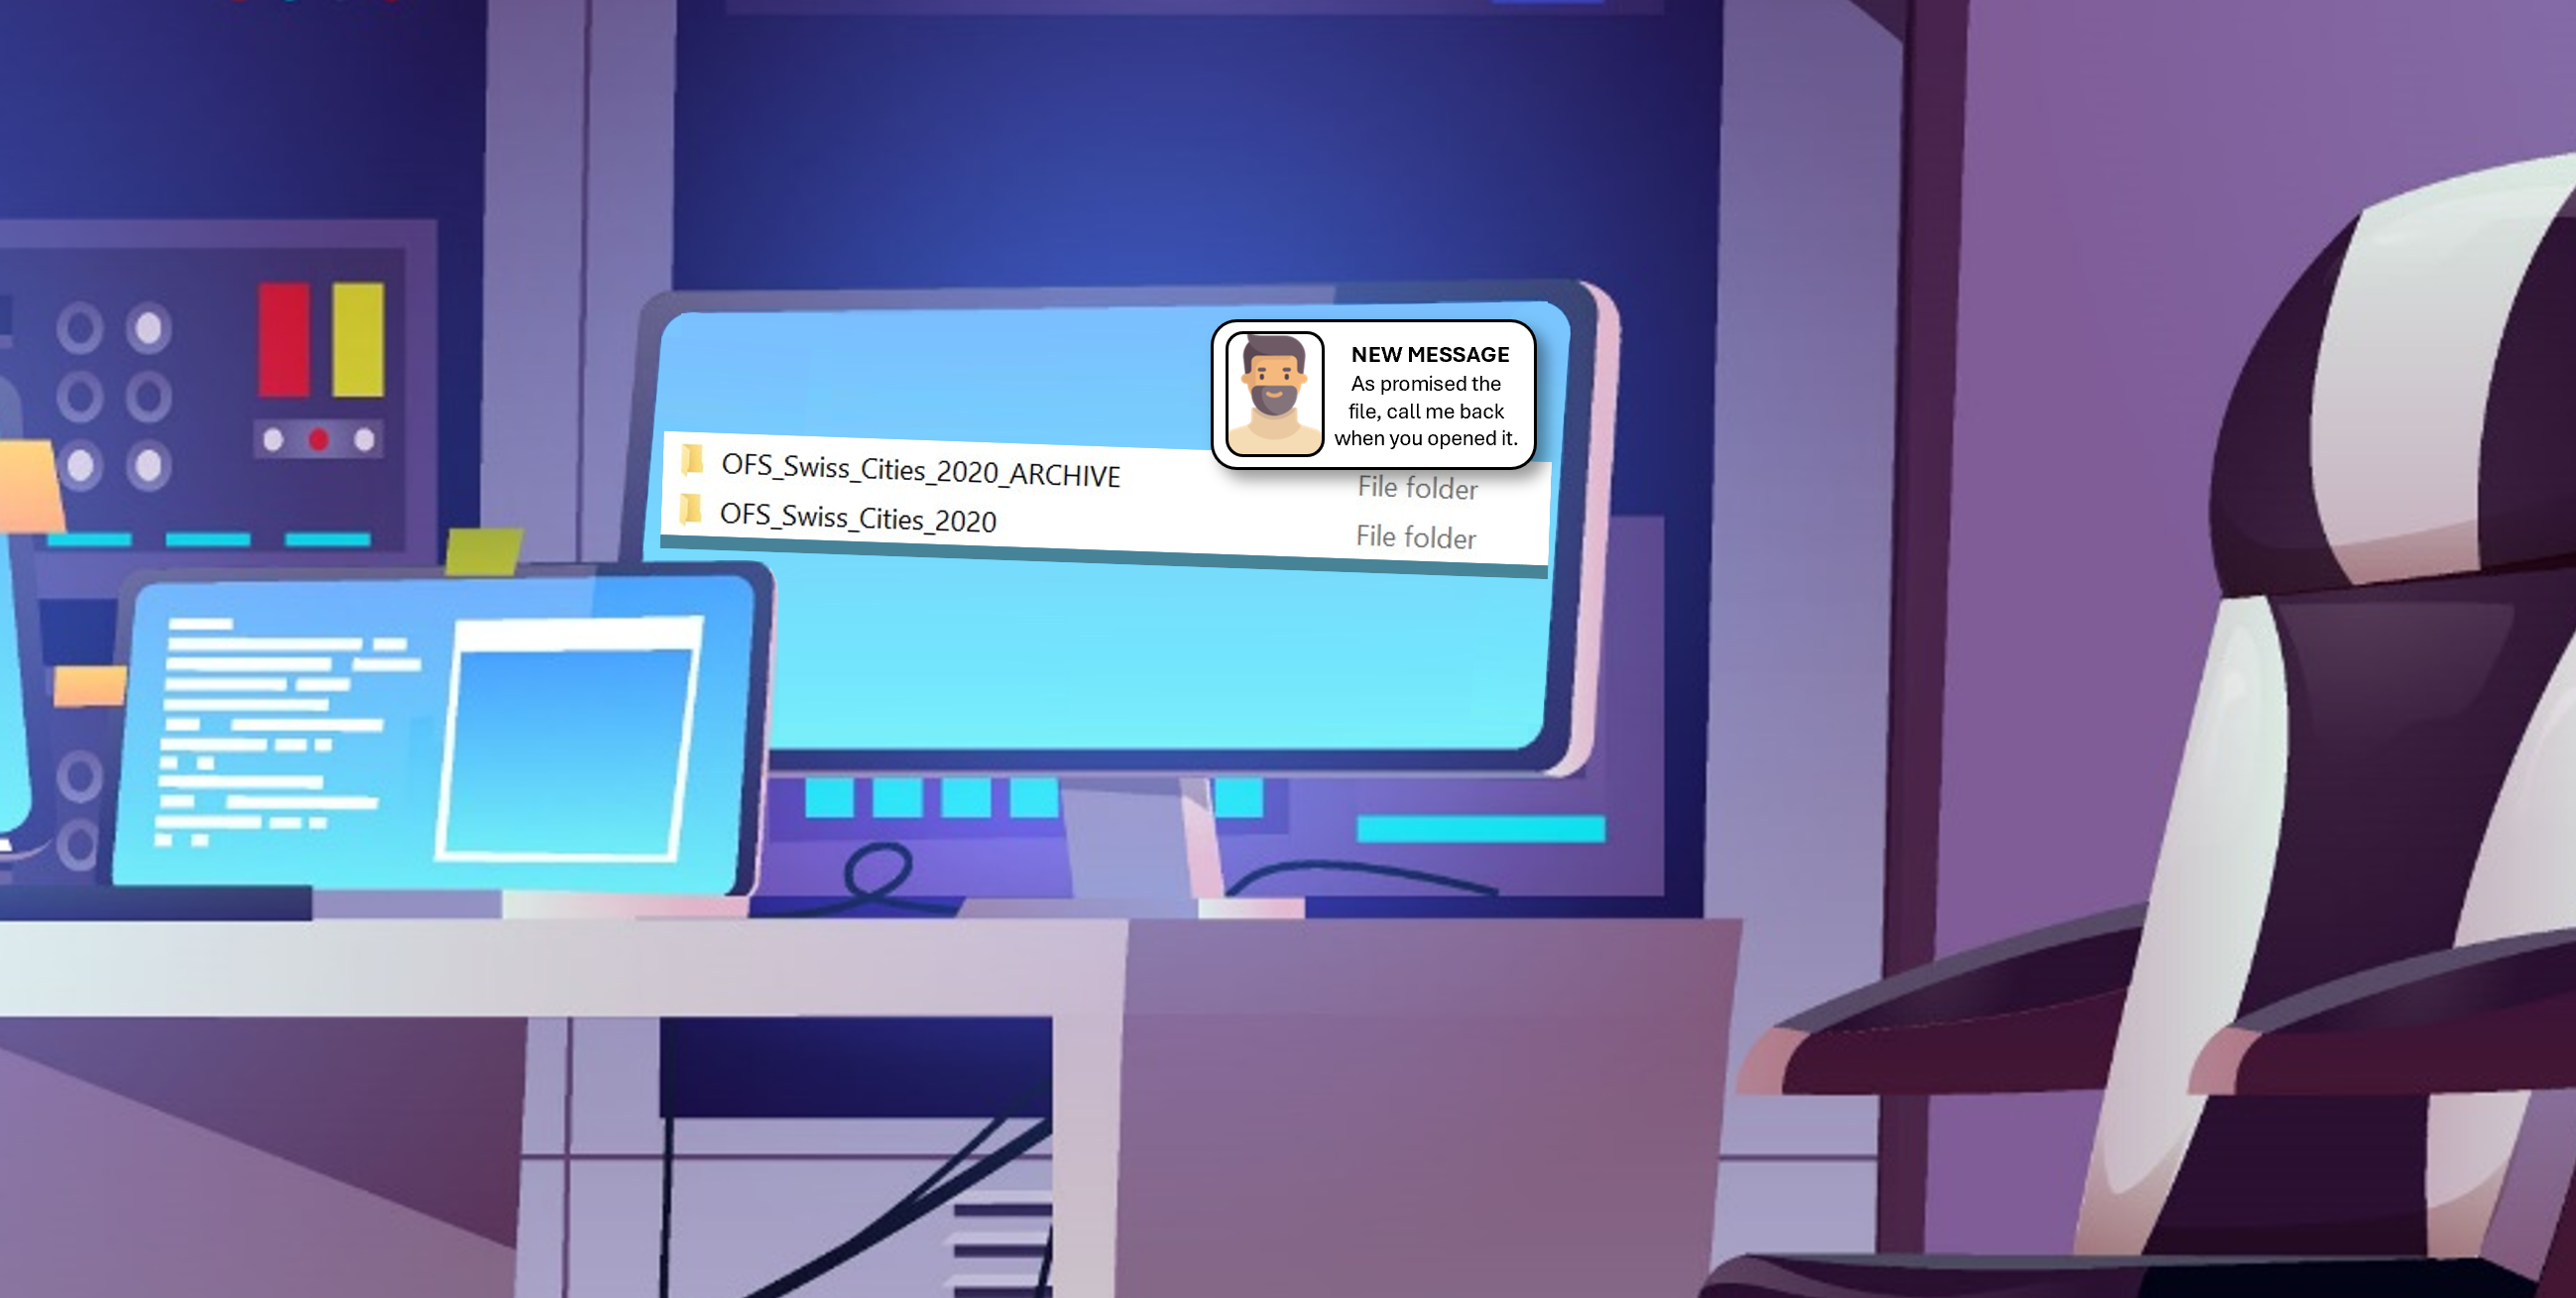 NEW MESSAGE
As promised the
file, call me back
when you opened it.
OFS_Swiss_Cities_2020_ARCHIVE File folder
OFS_Swiss_Cities_2020 File folder